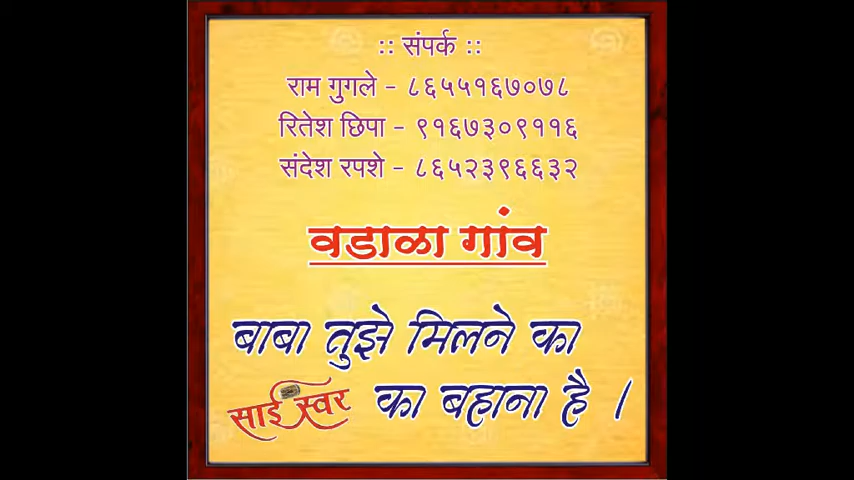 :: संपर्क ::
राम गुगले - ८६५५१६७०७८
रितेश छिपा - ९१६७३०९११६
संदेश रपशे - ८६५२३९६६३२
वडाळा गांव
बाबा तुझे मिलने का
साई स्वर का बहाना है ।